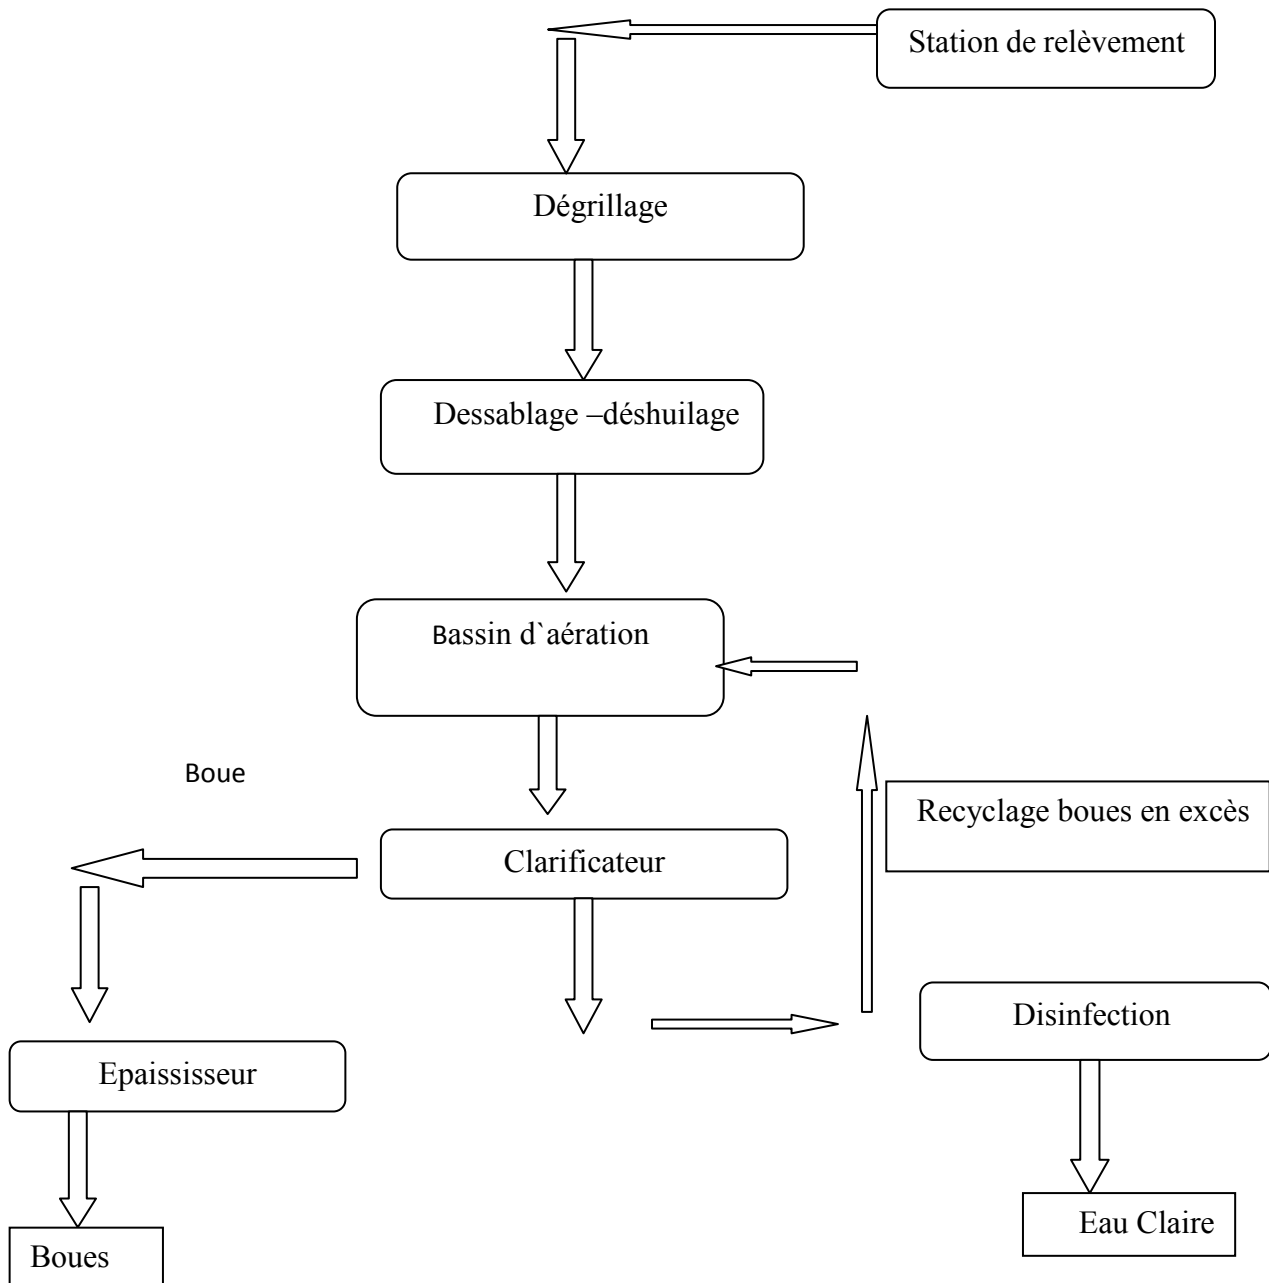 Station de relèvement
Dégrillage
Dessablage –déshuilage
Bassin d`aération
Boue
Recyclage boues en excès
Clarificateur
Disinfection
Epaississeur
Eau Claire
Boues